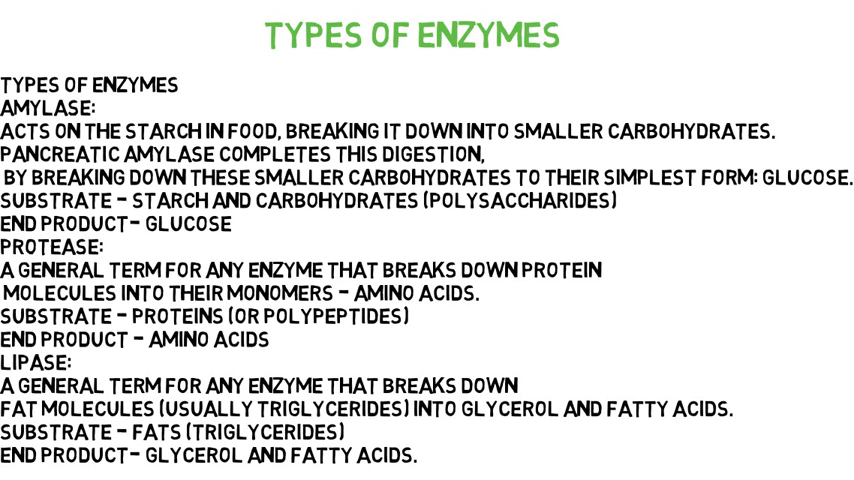 TYPES OF ENZYMES
TYPES OF ENZYMES
AMYLASE:
ACTS ON THE STARCH IN FOOD, BREAKING IT DOWN INTO SMALLER CARBOHYDRATES.
PANCREATIC AMYLASE COMPLETES THIS DIGESTION,
BY BREAKING DOWN THESE SMALLER CARBOHYDRATES TO THEIR SIMPLEST FORM: GLUCOSE.
SUBSTRATE - STARCH AND CARBOHYDRATES (POLYSACCHARIDES)
END PRODUCT- GLUCOSE
PROTEASE:
A GENERAL TERM FOR ANY ENZYME THAT BREAKS DOWN PROTEIN
MOLECULES INTO THEIR MONOMERS - AMINO ACIDS.
SUBSTRATE - PROTEINS (OR POLYPEPTIDES)
END PRODUCT - AMINO ACIDS
LIPASE:
A GENERAL TERM FOR ANY ENZYME THAT BREAKS DOWN
FAT MOLECULES (USUALLY TRIGLYCERIDES) INTO GLYCEROL AND FATTY ACIDS.
SUBSTRATE - FATS (TRIGLYCERIDES)
END PRODUCT- GLYCEROL AND FATTY ACIDS.